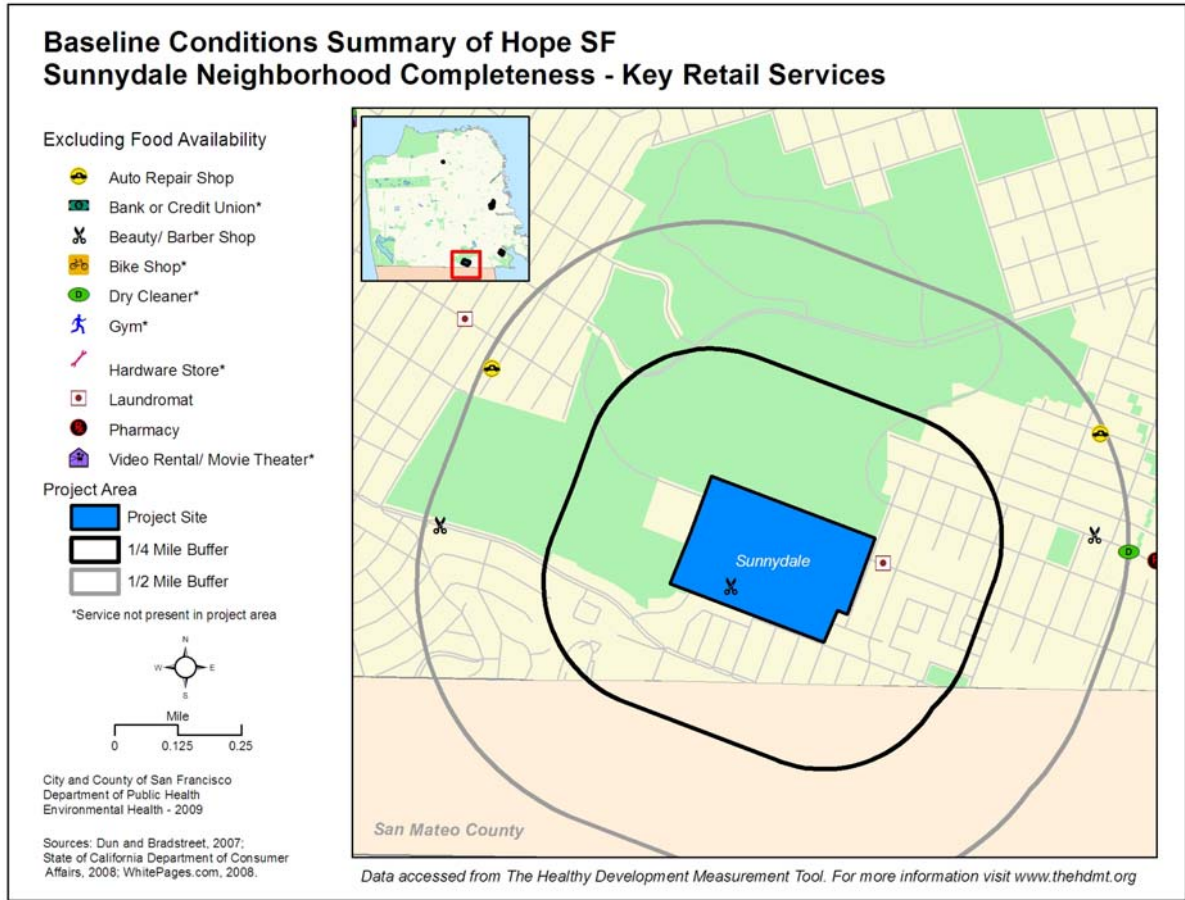 Baseline Conditions Summary of Hope SF
Sunnydale Neighborhood Completeness - Key Retail Services
Excluding Food Availability
Auto Repair Shop
Bank or Credit Union*
Beauty/ Barber Shop
Bike Shop*
D
Dry Cleaner*
Gym*
Hardware Store*
Laundromat
Pharmacy
Video Rental/ Movie Theater*
Project Area
Project Site
1/4 Mile Buffer
1/2 Mile Buffer
*Service not present in project area
N
W E
S
Mile
0 0.125 0.25
City and County of San Francisco
Department of Public Health
Environmental Health - 2009
Sources: Dun and Bradstreet, 2007;
State of California Department of Consumer
Affairs, 2008; WhitePages.com, 2008.
Sunnydale
D
San Mateo County
Data accessed from The Healthy Development Measurement Tool. For more information visit www.thehdmt.org